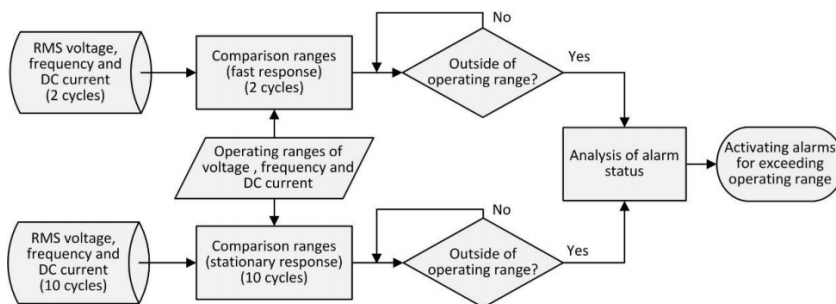 RMS voltage,
frequency and
DC current
(2 cycles)
Comparison ranges
(fast response)
(2 cycles)
No
Outside of
operating range?
Yes
Operating ranges of
voltage , frequency and
DC current
Analysis of alarm
status
Activating alarms
for exceeding
operating range
RMS voltage,
frequency and
DC current
(10 cycles)
Comparison ranges
(stationary response)
(10 cycles)
No
Outside of
operating range?
Yes